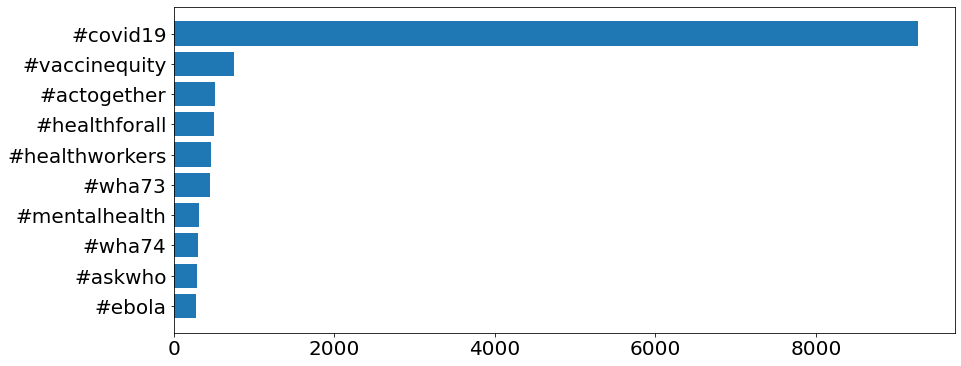 #covid19
#vaccinequity
#actogether
#healthforall
#healthworkers
#wha73
#mentalhealth
#wha74
#askwho
#ebola
0 2000 4000 6000 8000